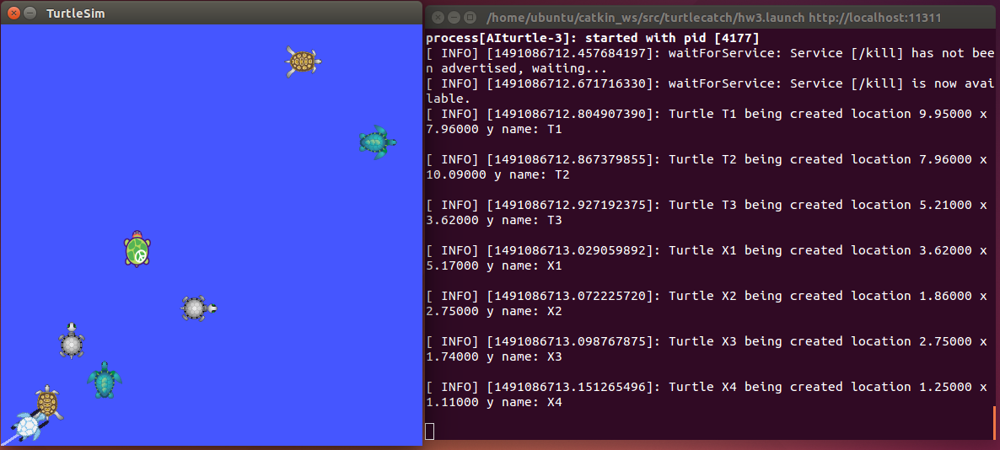 TurtleSim
/home/ubuntu/catkin_ws/src/turtlecatch/hw3.launch http://localhost:11311
process[AIturtle-3]: started with pid [4177]
[ INFO] [1491086712.457684197]: waitForService: Service [/kill] has not bee
n advertised, waiting...
[ INFO] [1491086712.671716330]: waitForService: Service [/kill] is now avai
lable.
[ INFO] [1491086712.804907390]: Turtle T1 being created location 9.95000 x
7.96000 y name: T1
[ INFO] [1491086712.867379855]: Turtle T2 being created location 7.96000 x
10.09000 y name: T2
[ INFO] [1491086712.927192375]: Turtle T3 being created location 5.21000 x
3.62000 y name: T3
[ INFO] [1491086713.029059892]: Turtle X1 being created location 3.62000 x
5.17000 y name: X1
[ INFO] [1491086713.072225720]: Turtle X2 being created location 1.86000 x
2.75000 y name: X2
[ INFO] [1491086713.098767875]: Turtle X3 being created location 2.75000 x
1.74000 y name: X3
[ INFO] [1491086713.151265496]: Turtle X4 being created location 1.25000 x
1.11000 y name: X4